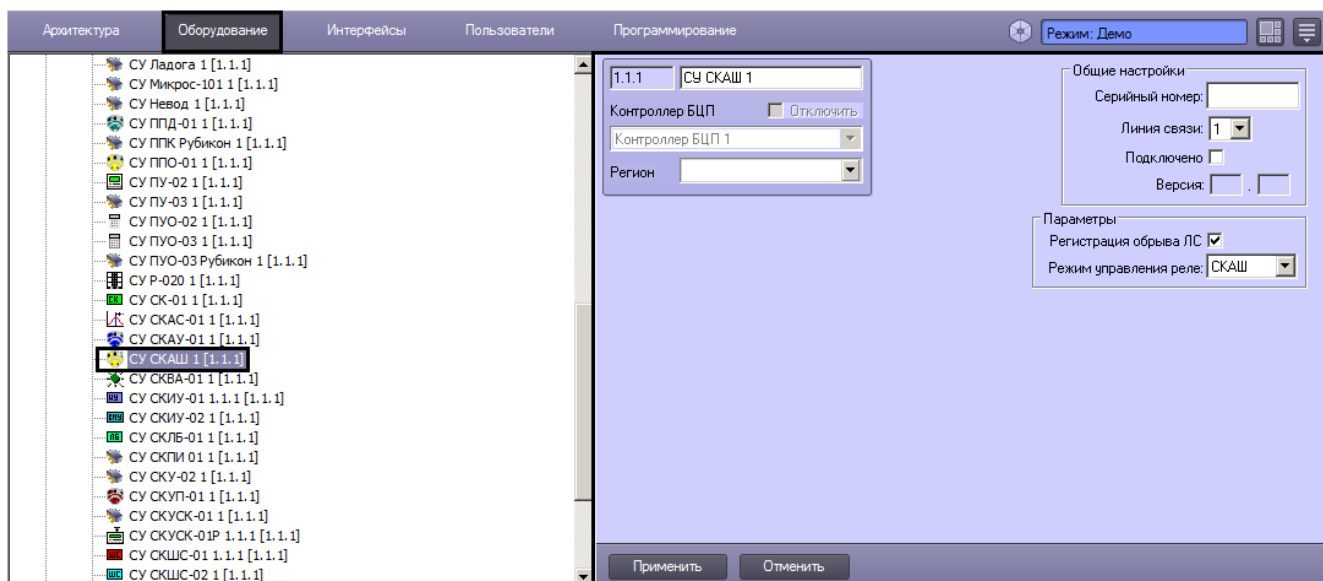 Архитектура Оборудование Интерфейсы Пользователи Программирование Режим: Демо
СУ Ладога 1 [1.1.1]
СУ Микрос-101 1 [1.1.1]
СУ Невод 1 [1.1.1]
СУ ППД-01 1 [1.1.1]
СУ ППК Рубикон 1 [1.1.1]
СУ ППО-01 1 [1.1.1]
СУ ПУ-02 1 [1.1.1]
СУ ПУ-03 1 [1.1.1]
СУ ПУО-02 1 [1.1.1]
СУ ПУО-03 1 [1.1.1]
СУ ПУО-03 Рубикон 1 [1.1.1]
СУ Р-020 1 [1.1.1]
СУ СК-01 1 [1.1.1]
СУ СКАС-01 1 [1.1.1]
СУ СКАУ-01 1 [1.1.1]
СУ СКАШ 1 [1.1.1]
СУ СКВА-01 1 [1.1.1]
СУ СКИУ-01 1.1.1 [1.1.1]
СУ СКИУ-02 1 [1.1.1]
СУ СКЛБ-01 1 [1.1.1]
СУ СКПИ 01 1 [1.1.1]
СУ СКУ-02 1 [1.1.1]
СУ СКУП-01 1 [1.1.1]
СУ СКУСК-01 1 [1.1.1]
СУ СКУСК-01Р 1.1.1 [1.1.1]
СУ СКШС-01 1.1.1 [1.1.1]
СУ СКШС-02 1 [1.1.1]
1.1.1 СУ СКАШ 1
Контроллер БЦП Отключить
Контроллер БЦП 1
Регион
Общие настройки
Серийный номер:
Линия связи: 1
Подключено
Версия: .
Параметры
Регистрация обрыва ЛС
Режим управления реле: СКАШ
Применить Отменить